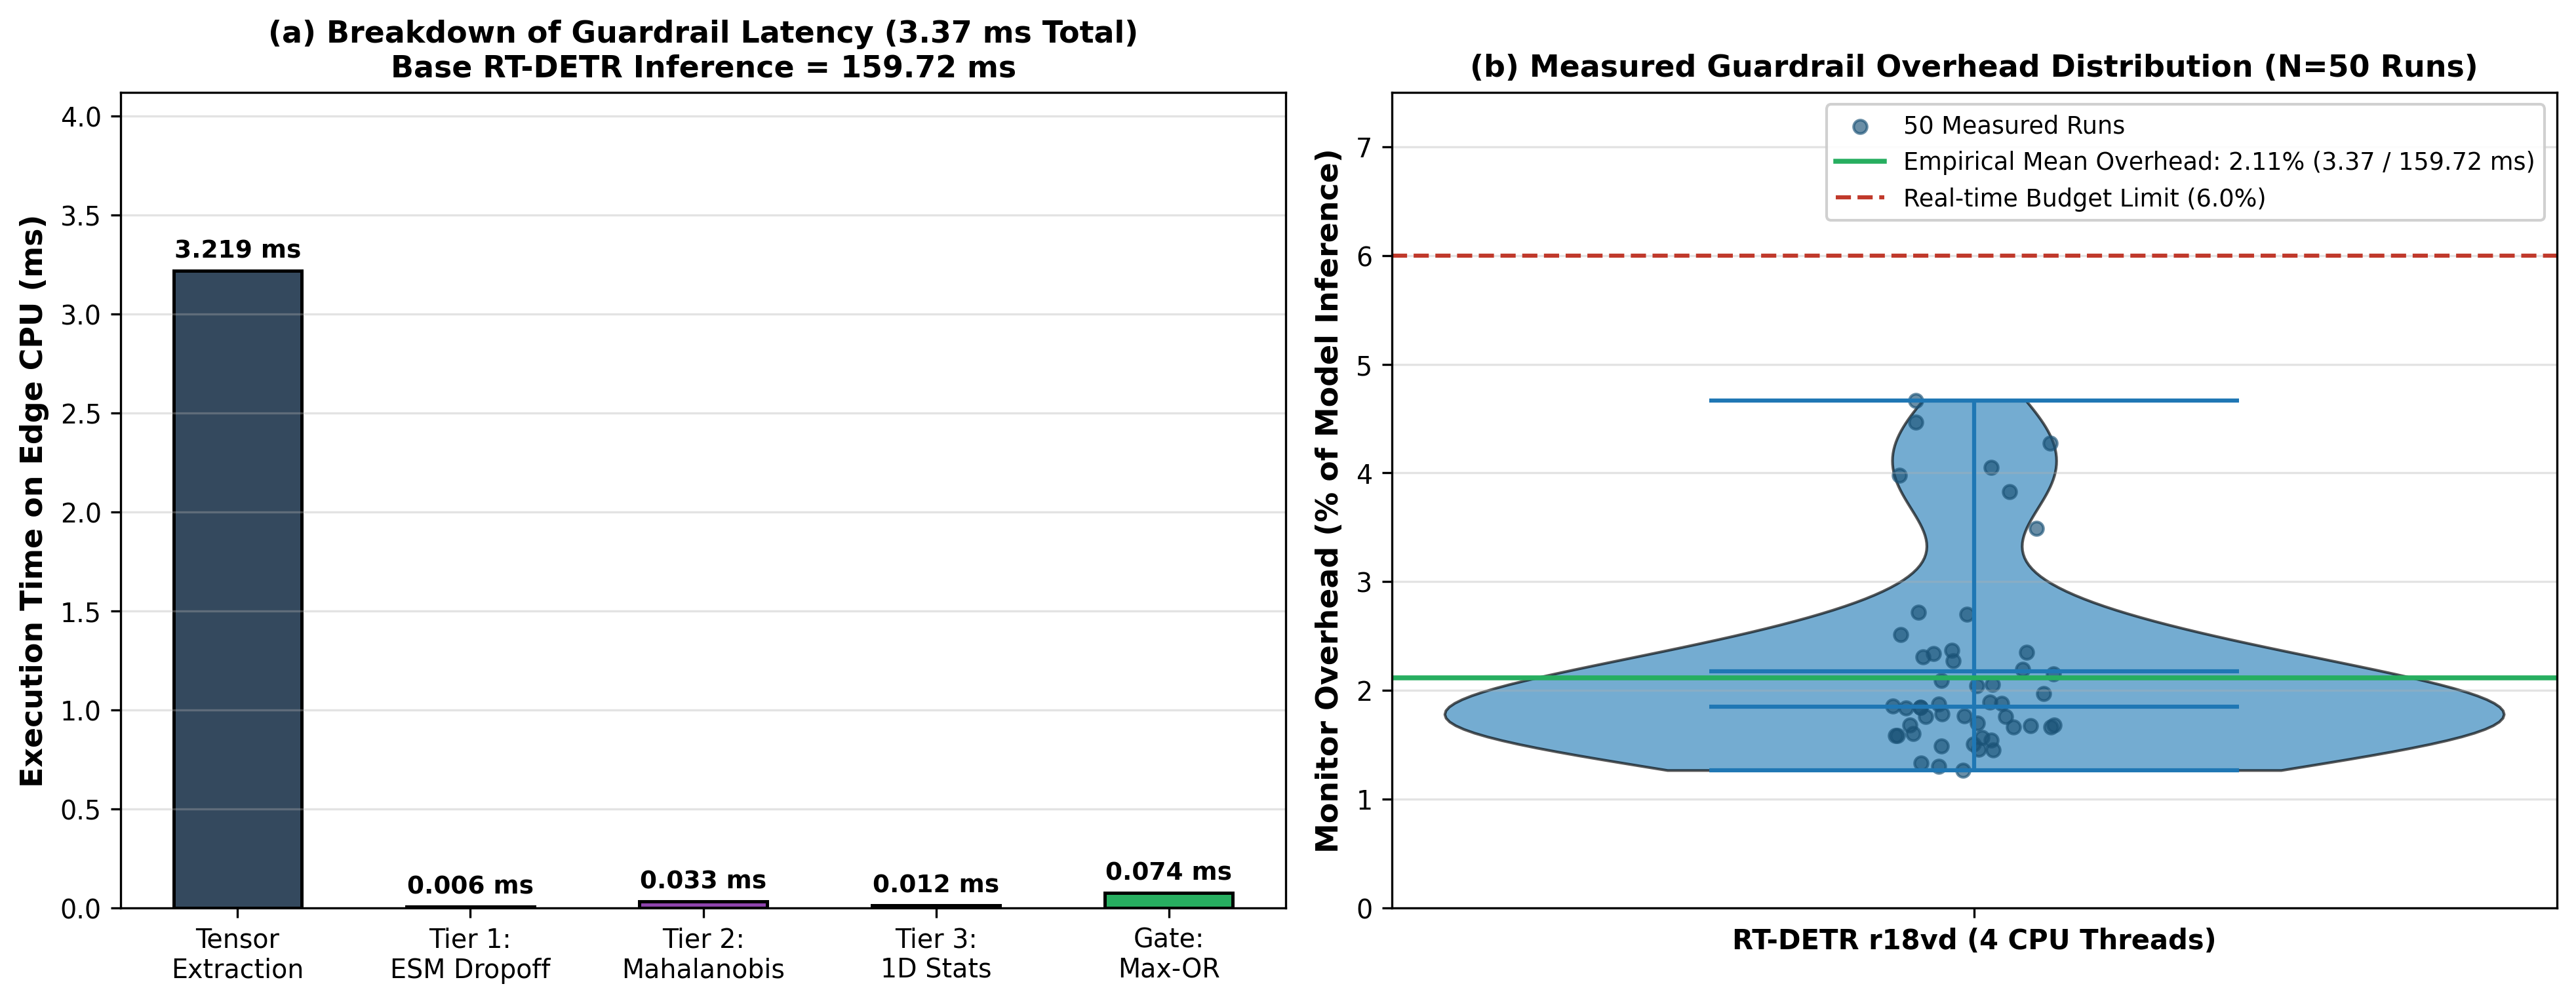 (a) Breakdown of Guardrail Latency (3.37 ms Total)
Base RT-DETR Inference = 159.72 ms
Execution Time on Edge CPU (ms)
4.0
3.5
3.0
2.5
2.0
1.5
1.0
0.5
0.0
3.219 ms
0.006 ms
0.033 ms
0.012 ms
0.074 ms
Tensor
Extraction
Tier 1:
ESM Dropoff
Tier 2:
Mahalanobis
Tier 3:
1D Stats
Gate:
Max-OR
(b) Measured Guardrail Overhead Distribution (N=50 Runs)
Monitor Overhead (% of Model Inference)
7
6
5
4
3
2
1
0
50 Measured Runs
Empirical Mean Overhead: 2.11% (3.37 / 159.72 ms)
Real-time Budget Limit (6.0%)
RT-DETR r18vd (4 CPU Threads)